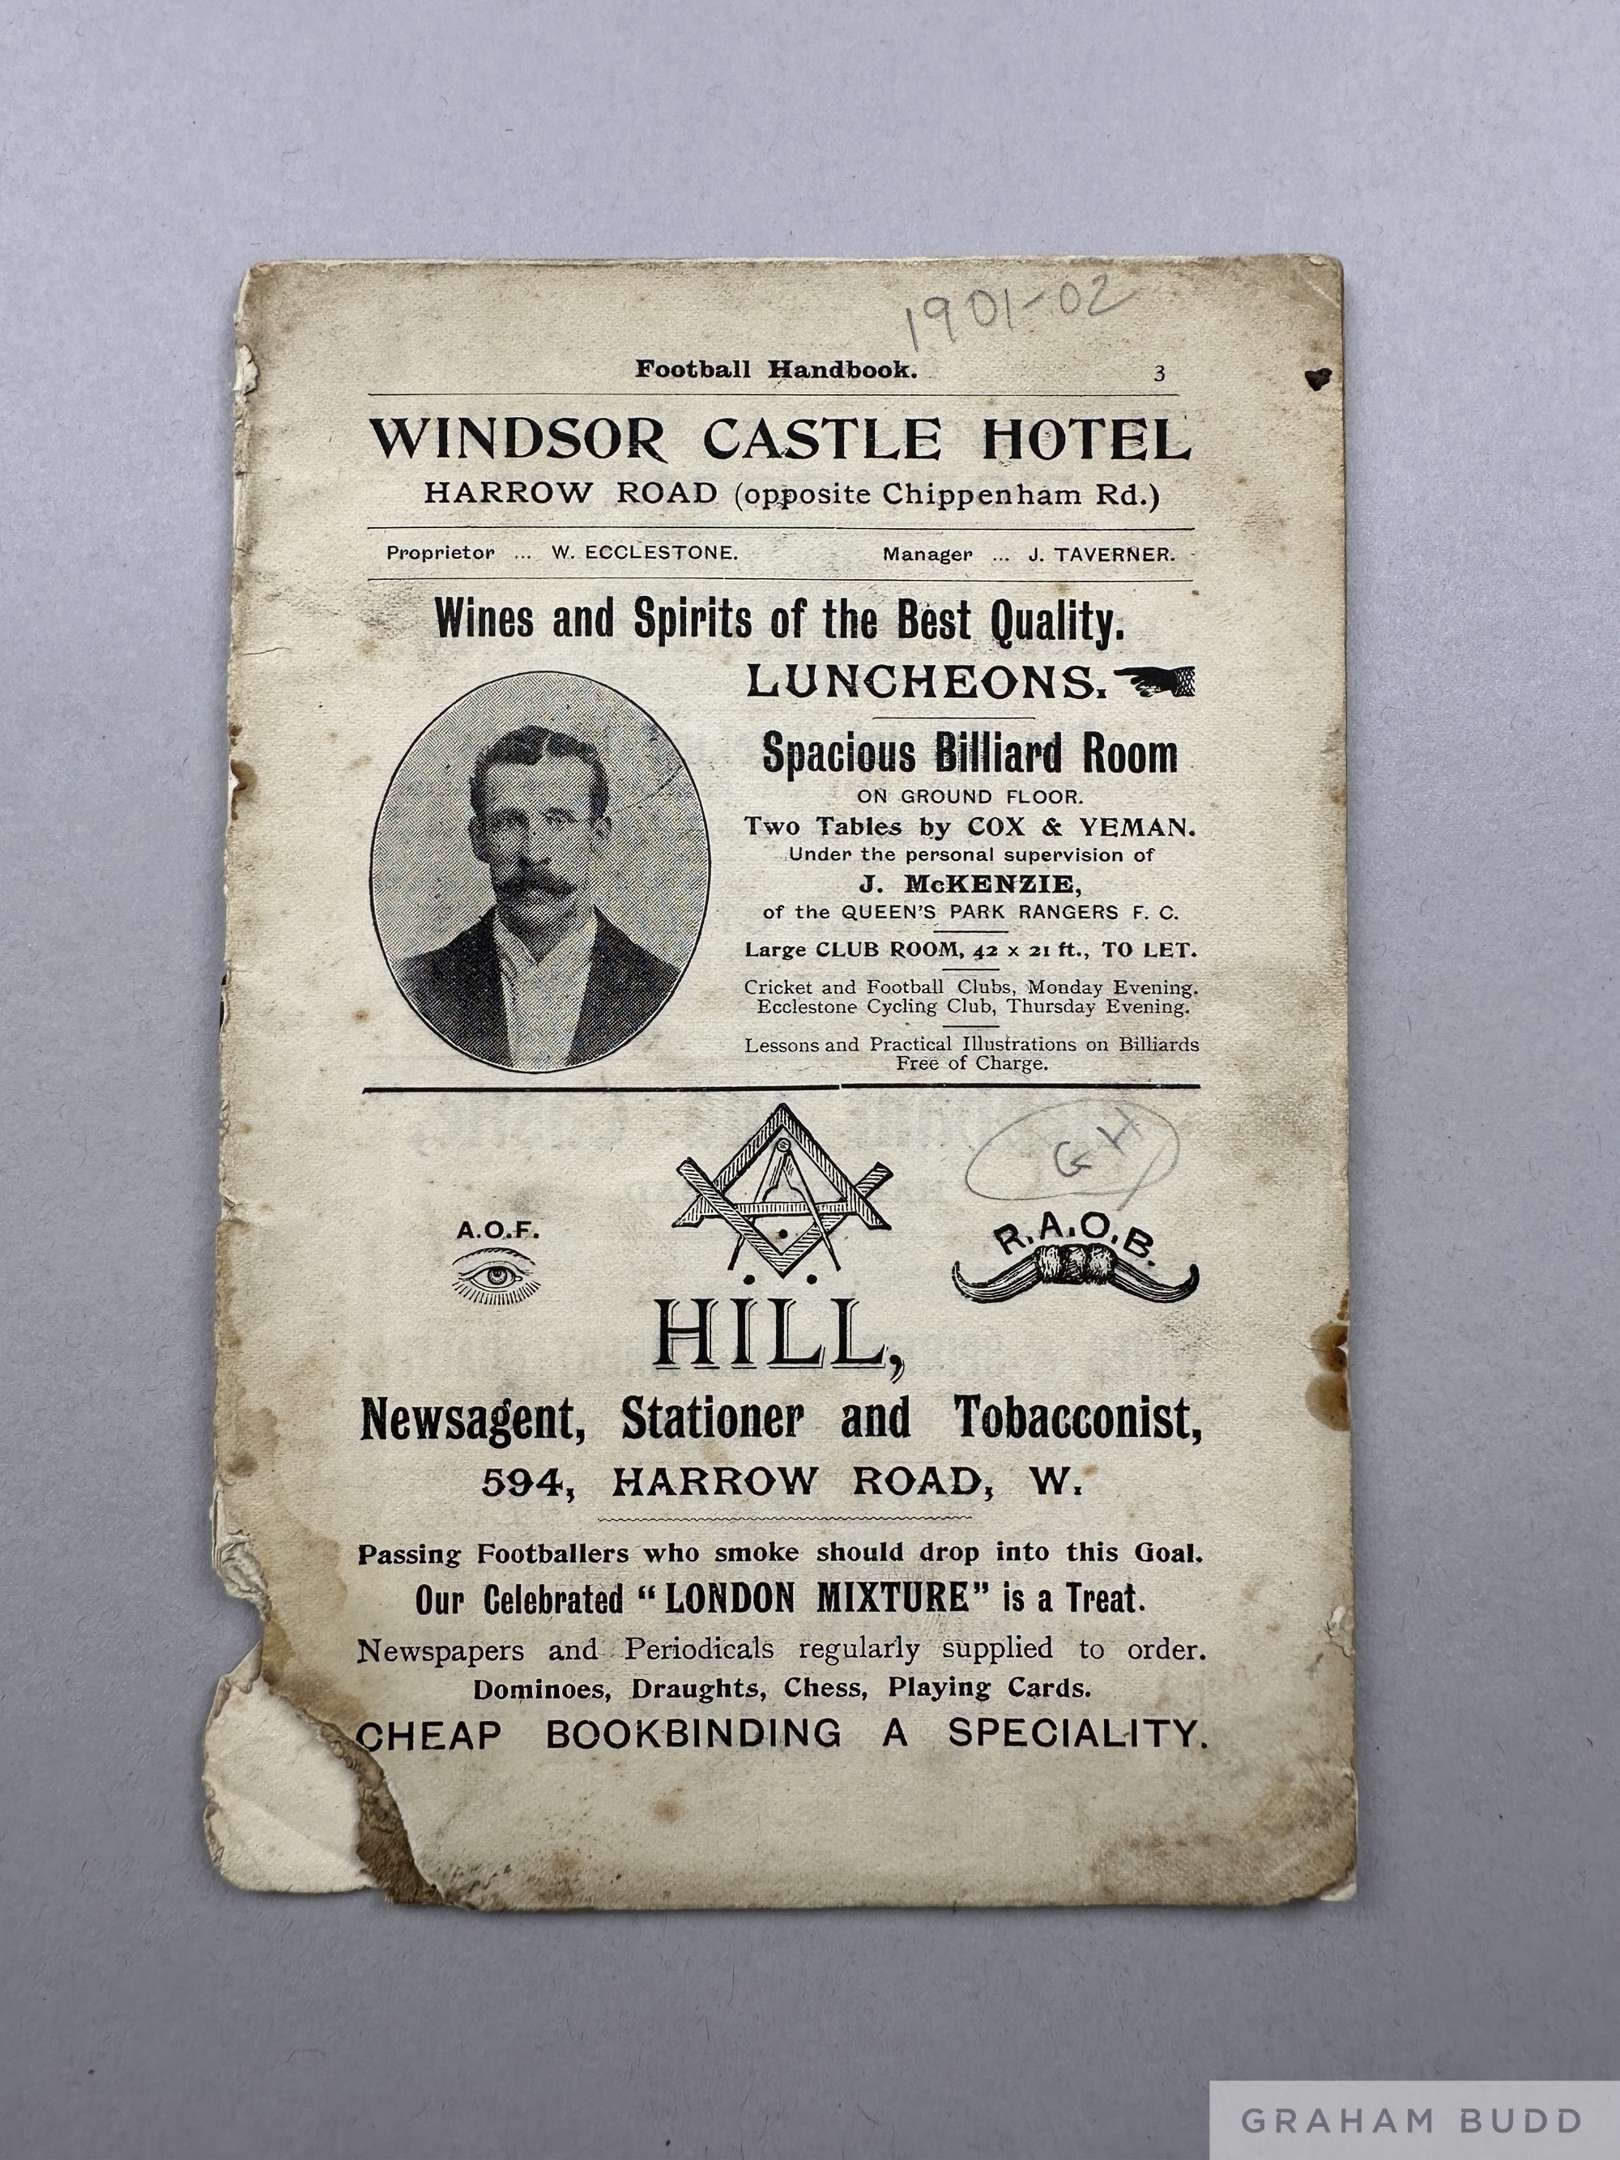 1901-02
Football Handbook. 3
WINDSOR CASTLE HOTEL
HARROW ROAD (opposite Chippenham Rd.)
Proprietor ... W. ECCLESTONE. Manager ... J. TAVERNER.
Wines and Spirits of the Best Quality.
LUNCHEONS.
Spacious Billiard Room
ON GROUND FLOOR.
Two Tables by COX & YEMAN.
Under the personal supervision of
J. McKENZIE,
of the QUEEN'S PARK RANGERS F. C.
Large CLUB ROOM, 42 x 21 ft., TO LET.
Cricket and Football Clubs, Monday Evening.
Ecclestone Cycling Club, Thursday Evening.
Lessons and Practical Illustrations on Billiards
Free of Charge.
GH
A.O.F.
R.A.O.B.
HILL,
Newsagent, Stationer and Tobacconist,
594, HARROW ROAD, W.
Passing Footballers who smoke should drop into this Goal.
Our Celebrated "LONDON MIXTURE" is a Treat.
Newspapers and Periodicals regularly supplied to order.
Dominoes, Draughts, Chess, Playing Cards.
CHEAP BOOKBINDING A SPECIALITY.
GRAHAM BUDD